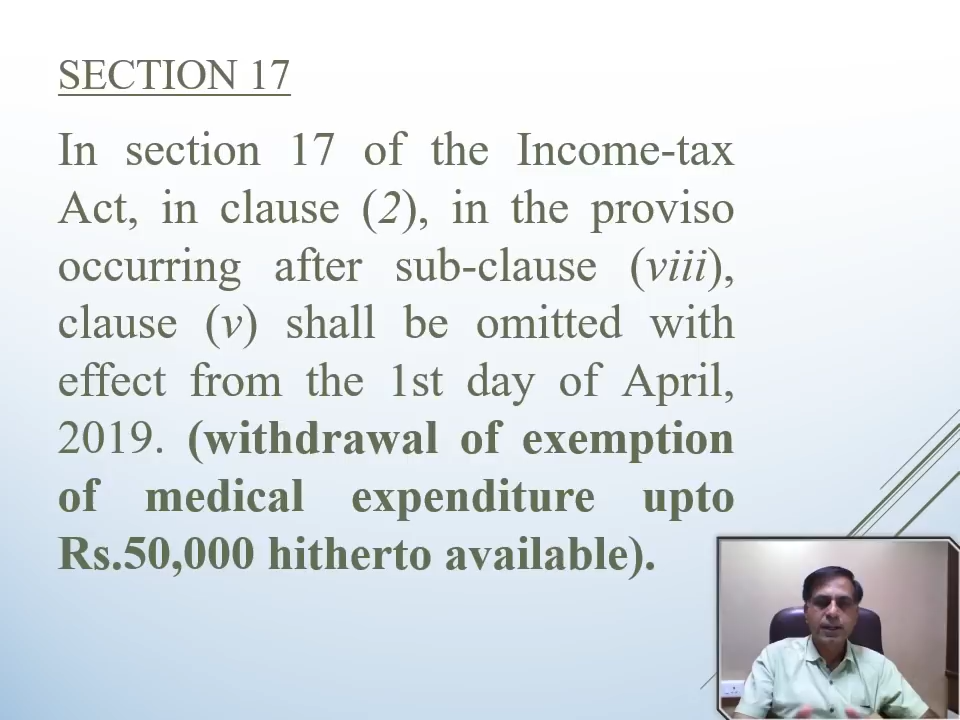 SECTION 17
In section 17 of the Income-tax
Act, in clause (2), in the proviso
occurring after sub-clause (viii),
clause (v) shall be omitted with
effect from the 1st day of April,
2019. (withdrawal of exemption
of medical expenditure upto
Rs.50,000 hitherto available).